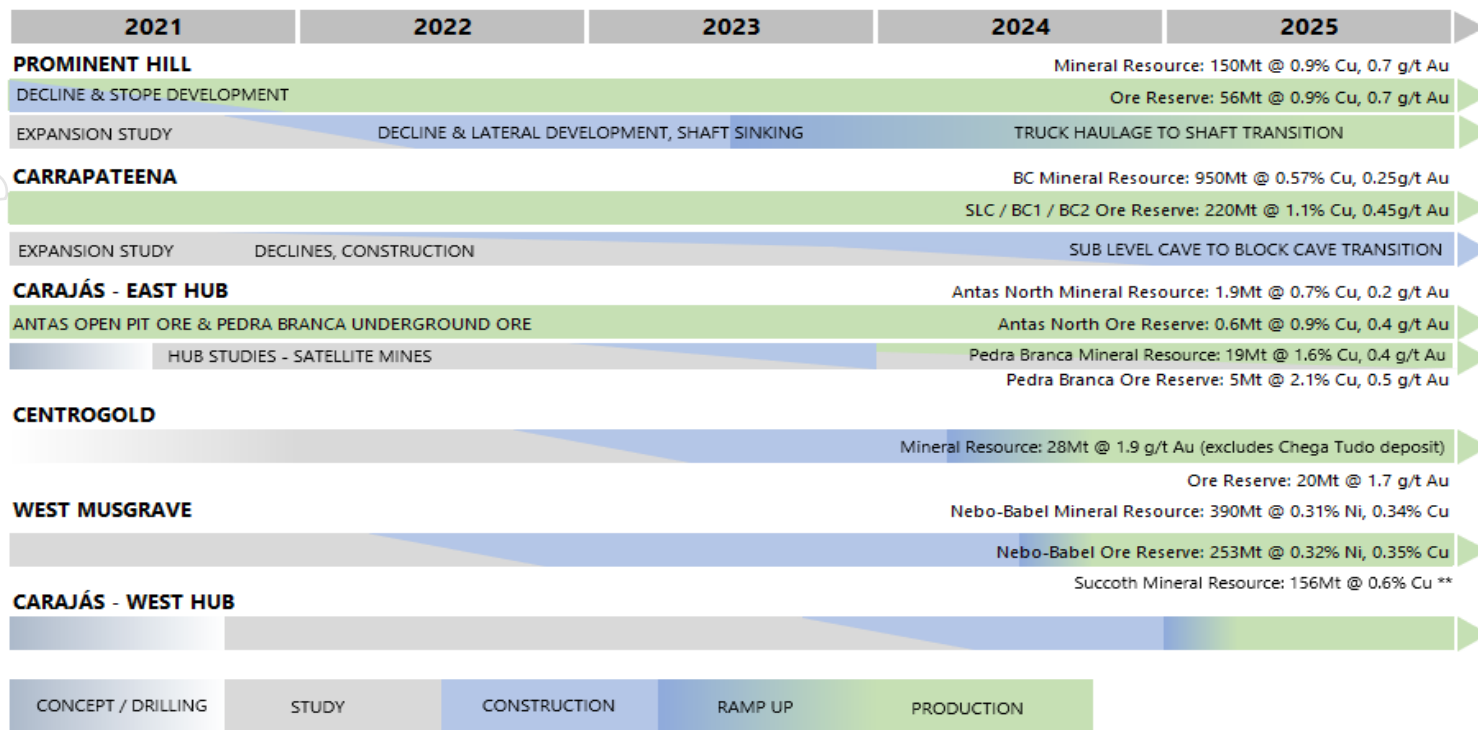 2021 2022 2023 2024 2025
PROMINENT HILL
Mineral Resource: 150Mt @ 0.9% Cu, 0.7 g/t Au
DECLINE & STOPE DEVELOPMENT
Ore Reserve: 56Mt @ 0.9% Cu, 0.7 g/t Au
EXPANSION STUDY
DECLINE & LATERAL DEVELOPMENT, SHAFT SINKING
TRUCK HAULAGE TO SHAFT TRANSITION
CARRAPATEENA
BC Mineral Resource: 950Mt @ 0.57% Cu, 0.25g/t Au
SLC / BC1 / BC2 Ore Reserve: 220Mt @ 1.1% Cu, 0.45g/t Au
EXPANSION STUDY
DECLINES, CONSTRUCTION
SUB LEVEL CAVE TO BLOCK CAVE TRANSITION
CARAJÁS - EAST HUB
Antas North Mineral Resource: 1.9Mt @ 0.7% Cu, 0.2 g/t Au
ANTAS OPEN PIT ORE & PEDRA BRANCA UNDERGROUND ORE
Antas North Ore Reserve: 0.6Mt @ 0.9% Cu, 0.4 g/t Au
HUB STUDIES - SATELLITE MINES
Pedra Branca Mineral Resource: 19Mt @ 1.6% Cu, 0.4 g/t Au
Pedra Branca Ore Reserve: 5Mt @ 2.1% Cu, 0.5 g/t Au
CENTROGOLD
Mineral Resource: 28Mt @ 1.9 g/t Au (excludes Chega Tudo deposit)
Ore Reserve: 20Mt @ 1.7 g/t Au
WEST MUSGRAVE
Nebo-Babel Mineral Resource: 390Mt @ 0.31% Ni, 0.34% Cu
Nebo-Babel Ore Reserve: 253Mt @ 0.32% Ni, 0.35% Cu
Succoth Mineral Resource: 156Mt @ 0.6% Cu **
CARAJÁS - WEST HUB
CONCEPT / DRILLING
STUDY
CONSTRUCTION
RAMP UP
PRODUCTION